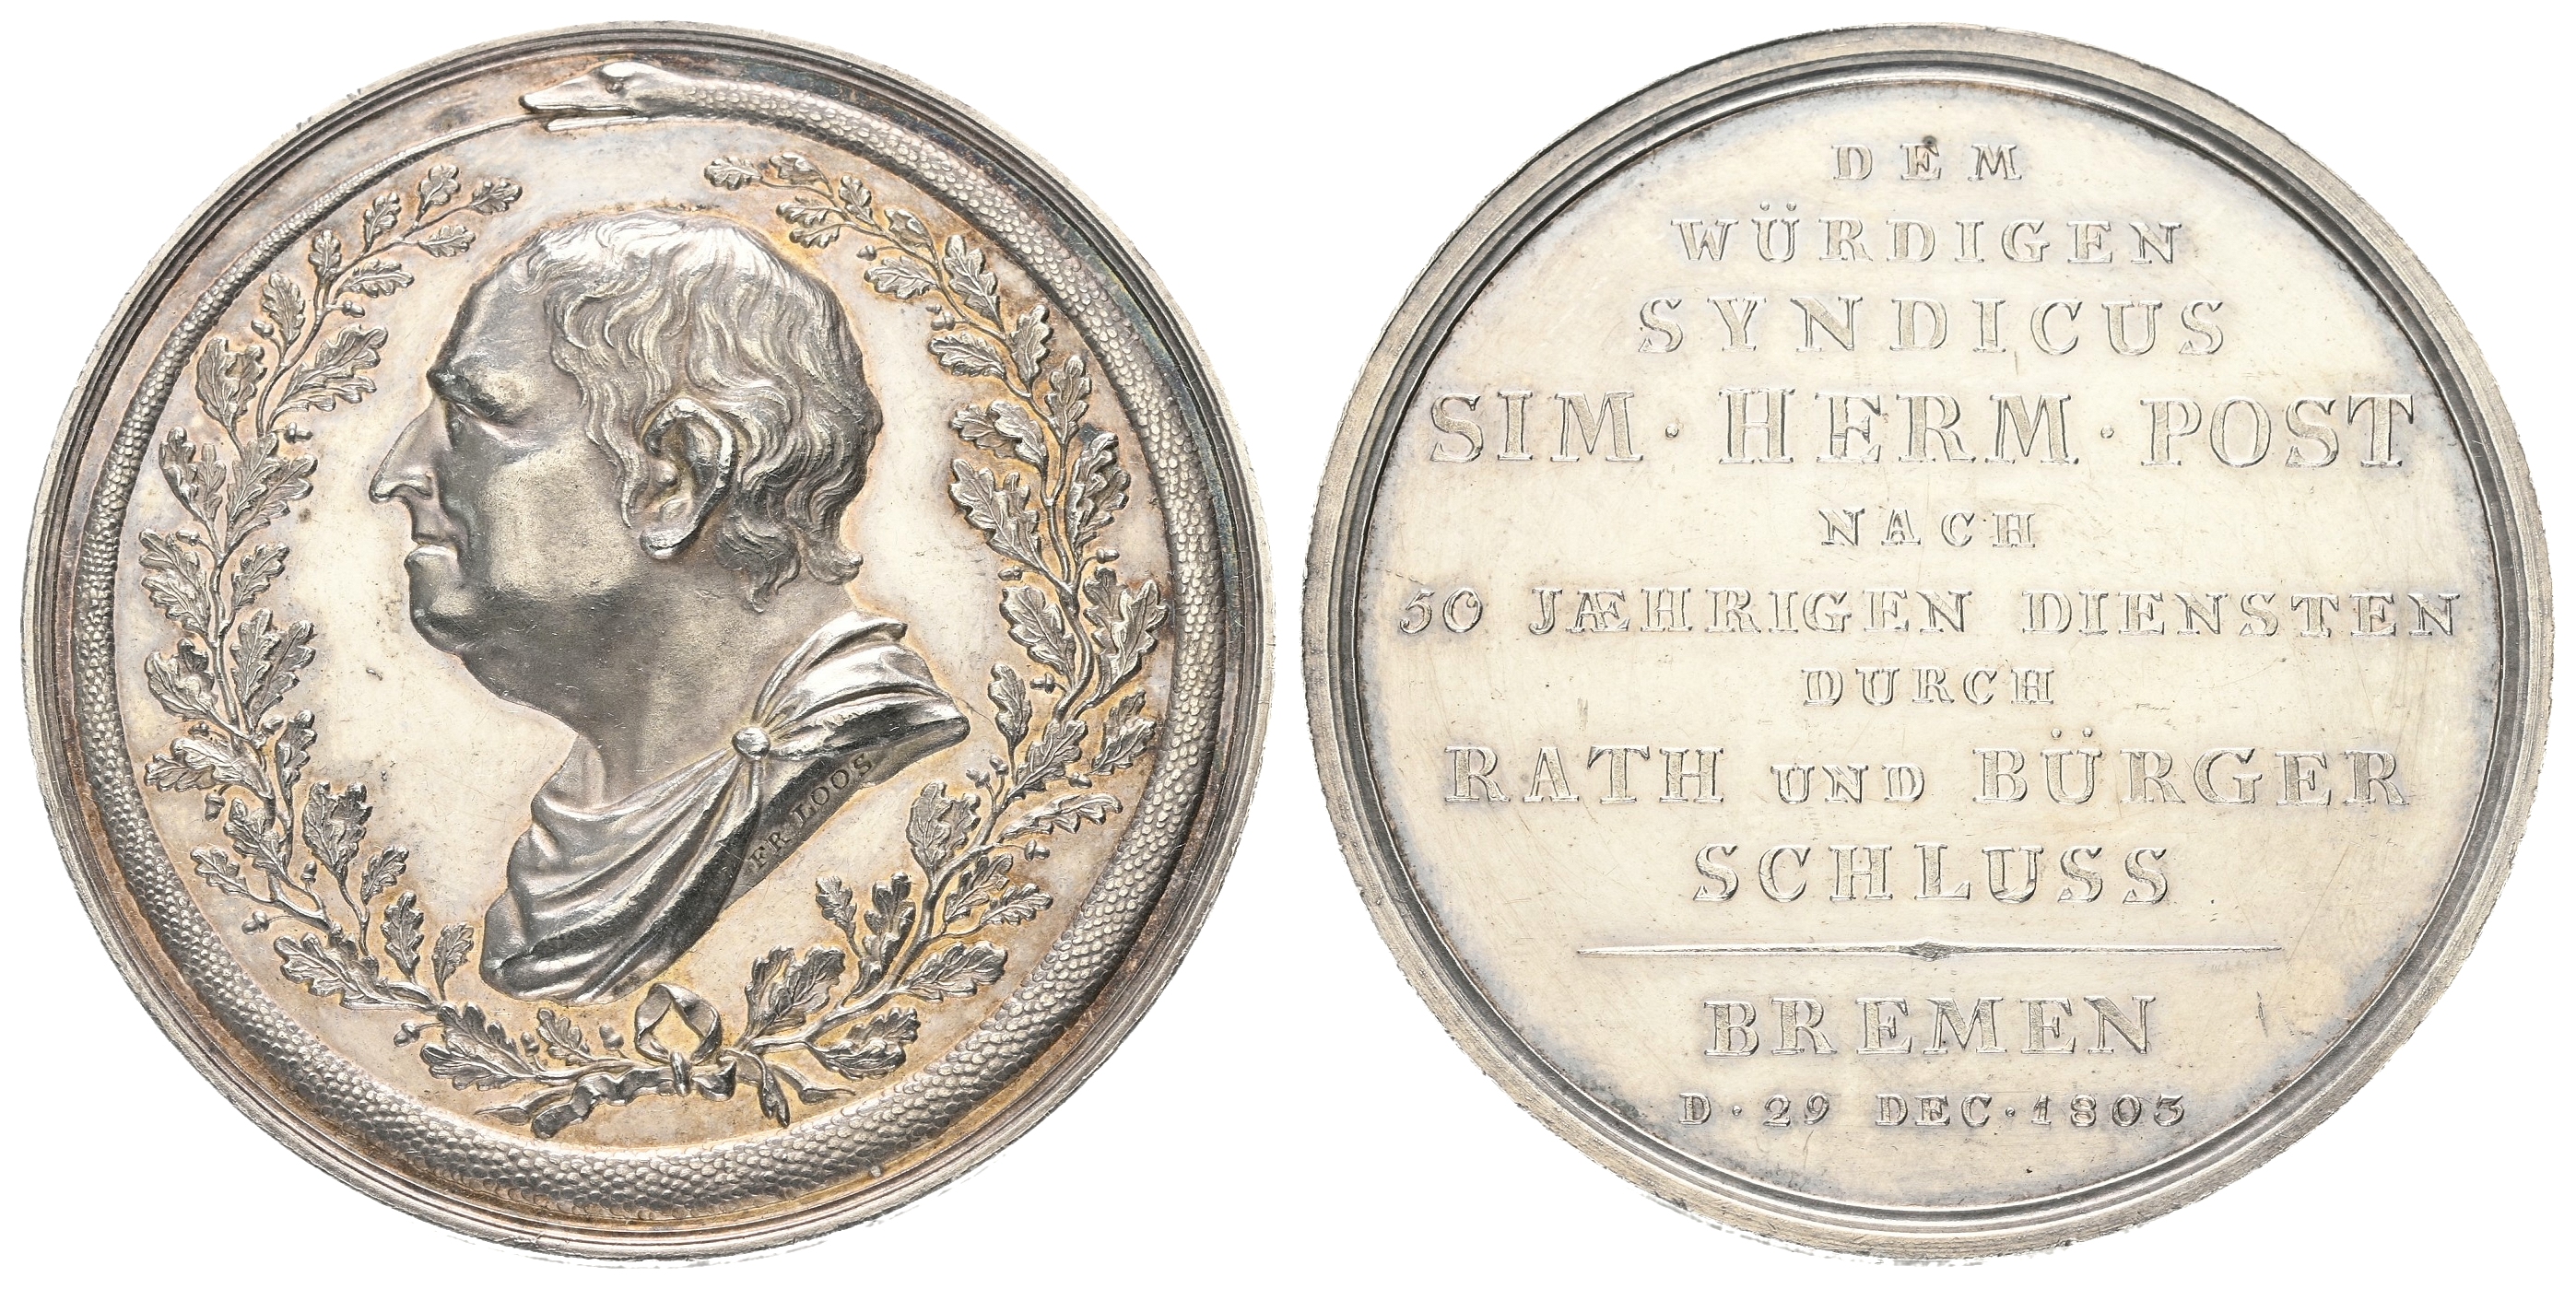 FR. LOOS
DEM
WÜRDIGEN
SYNDICUS
SIM · HERM · POST
NACH
50 JÆHRIGEN DIENSTEN
DURCH
RATH UND BÜRGER
SCHLUSS
BREMEN
D · 29 DEC · 1803